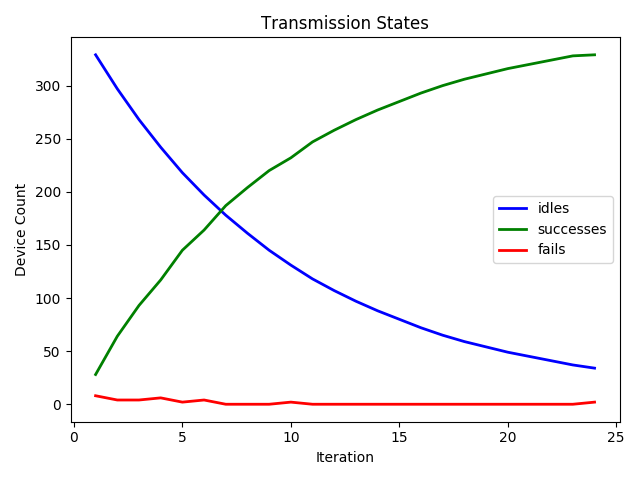 Transmission States
Device Count
300
250
200
150
100
50
0
idles
successes
fails
0 5 10 15 20 25
Iteration